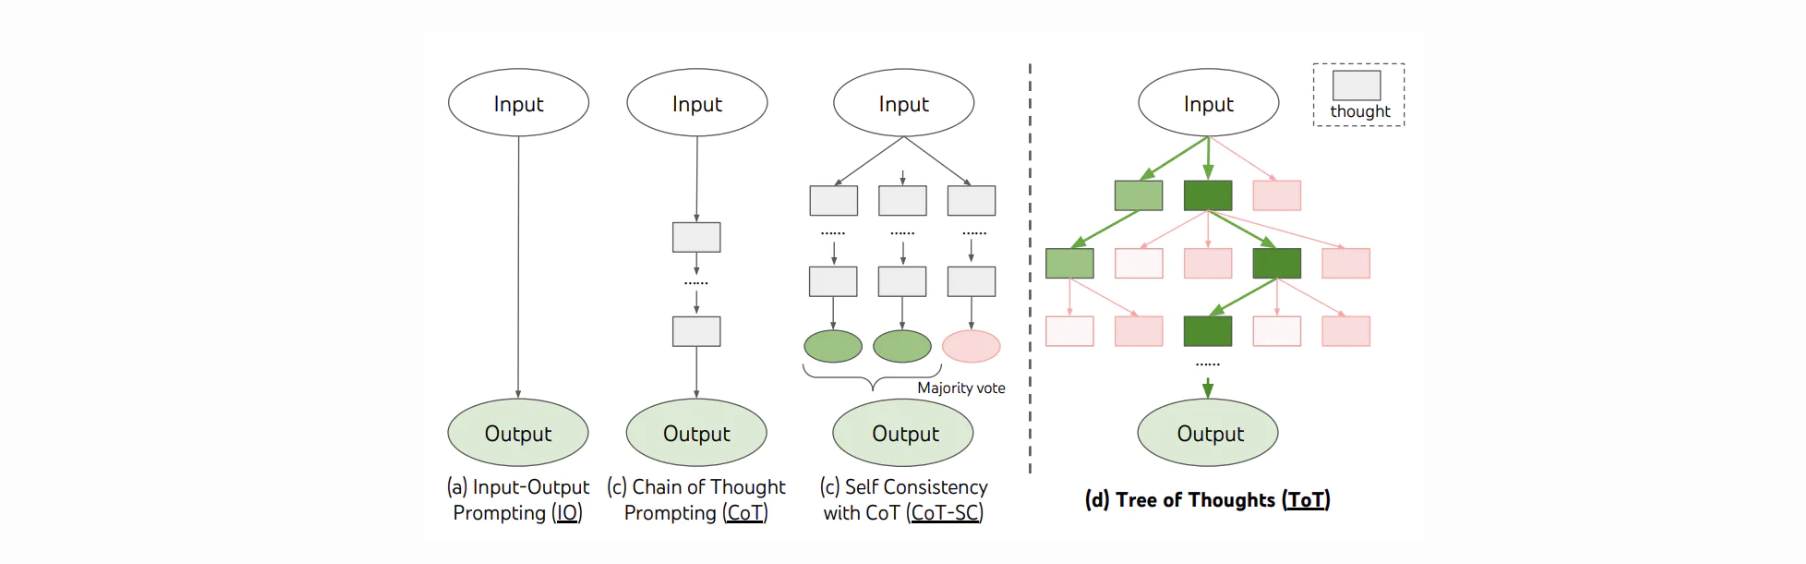 Input
Output
(a) Input-Output
Prompting (IO)
Input
......
Output
(c) Chain of Thought
Prompting (CoT)
Input
......
......
......
Majority vote
Output
(c) Self Consistency
with CoT (CoT-SC)
Input
thought
......
Output
(d) Tree of Thoughts (ToT)